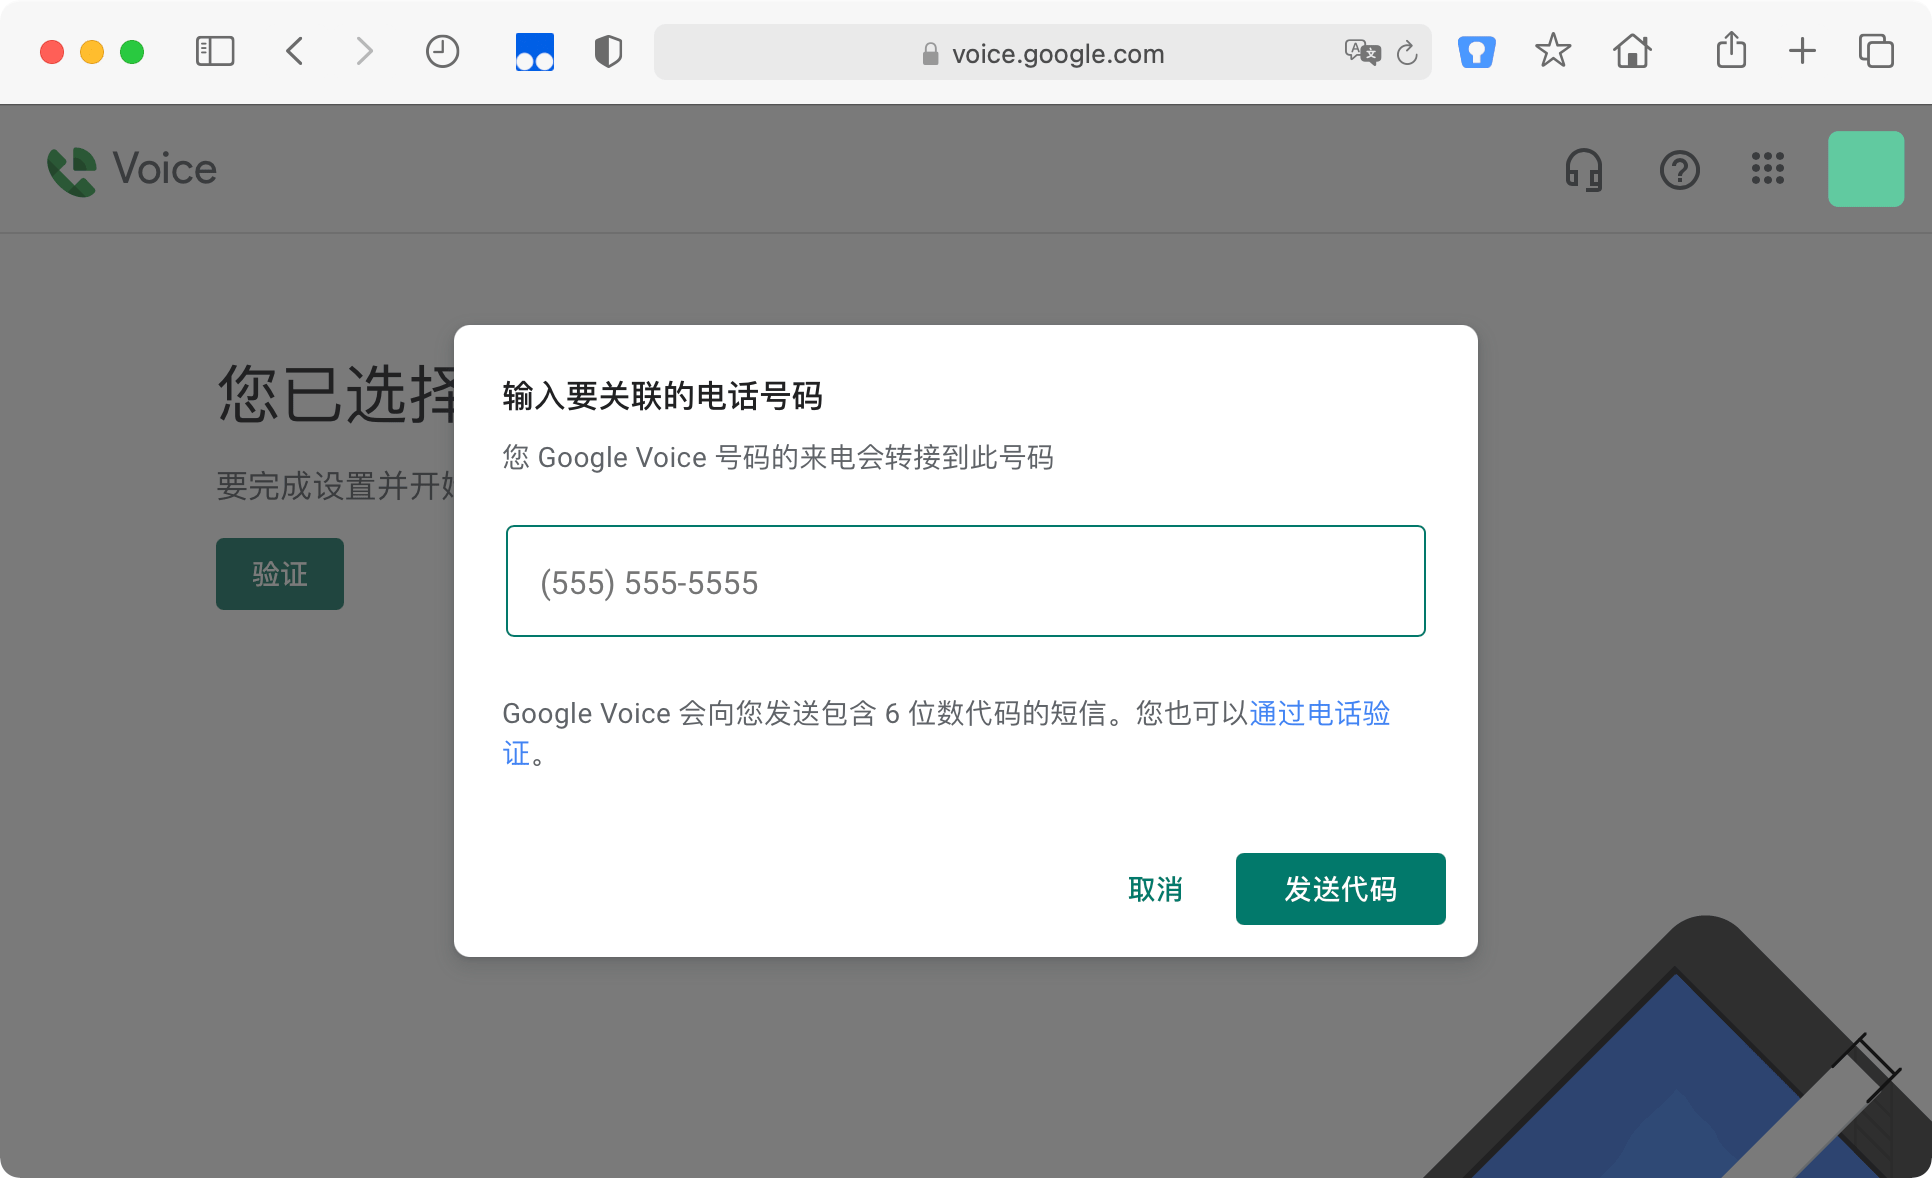 voice.google.com
Voice
您已选择
要完成设置并开始
验证
输入要关联的电话号码
您 Google Voice 号码的来电会转接到此号码
(555) 555-5555
Google Voice 会向您发送包含 6 位数代码的短信。您也可以通过电话验
证。
取消
发送代码